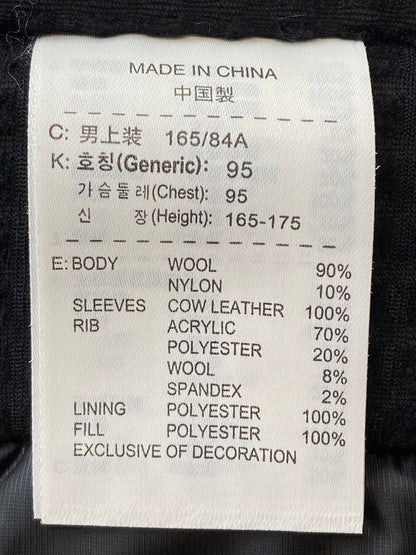 MADE IN CHINA
中国製
C: 男上装 165/84A
K: 호칭(Generic): 95
가슴둘레(Chest): 95
신 장(Height): 165-175
E: BODY WOOL 90%
NYLON 10%
SLEEVES COW LEATHER 100%
RIB ACRYLIC 70%
POLYESTER 20%
WOOL 8%
SPANDEX 2%
LINING POLYESTER 100%
FILL POLYESTER 100%
EXCLUSIVE OF DECORATION